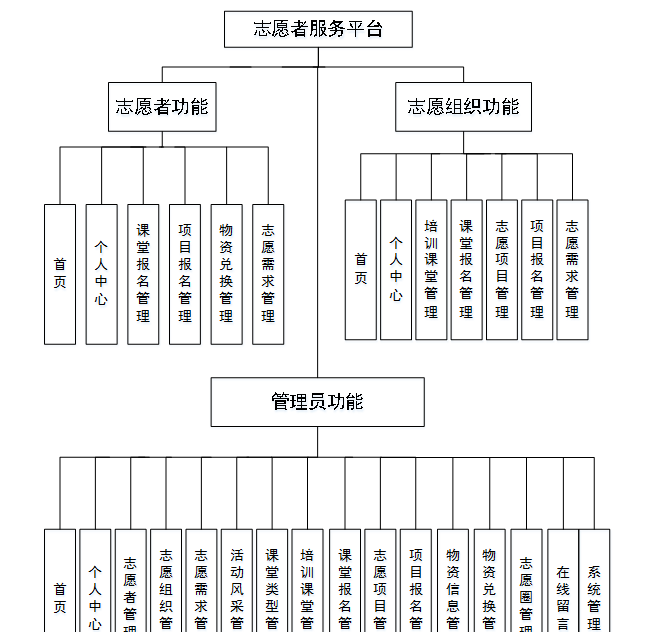 志愿者服务平台
志愿者功能
志愿组织功能
首页
个人中心
课堂报名管理
项目报名管理
物资兑换管理
志愿需求管理
首页
个人中心
培训课堂管理
课堂报名管理
志愿项目管理
项目报名管理
志愿需求管理
管理员功能
首页
个人中心
志愿者管理
志愿组织管
志愿需求管
活动风采管
课堂类型管
培训课堂管
课堂报名管
志愿项目管
项目报名管
物资信息管
物资兑换管
志愿圈管理
在线留言
系统管理